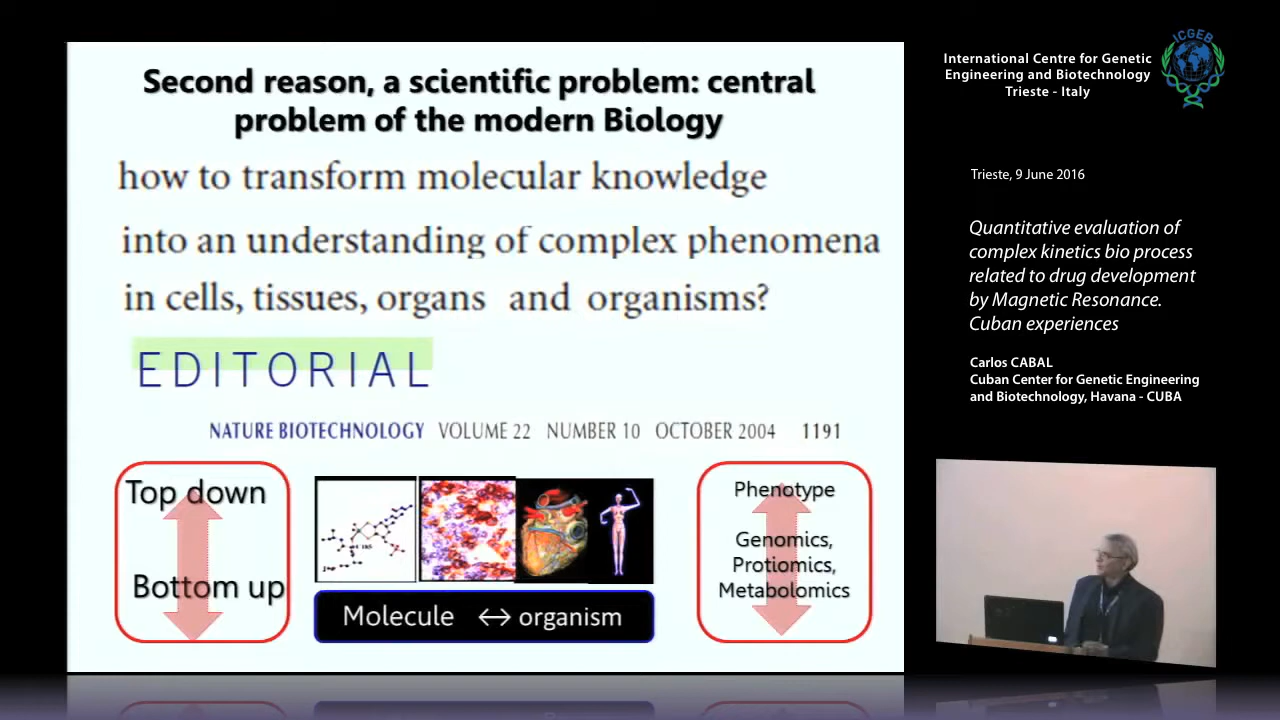 Second reason, a scientific problem: central
problem of the modern Biology
how to transform molecular knowledge
into an understanding of complex phenomena
in cells, tissues, organs and organisms?
EDITORIAL
NATURE BIOTECHNOLOGY VOLUME 22 NUMBER 10 OCTOBER 2004 1191
Top down
Bottom up
Molecule ↔ organism
Phenotype
Genomics,
Protiomics,
Metabolomics
International Centre for Genetic
Engineering and Biotechnology
Trieste - Italy
ICGEB
Trieste, 9 June 2016
Quantitative evaluation of
complex kinetics bio process
related to drug development
by Magnetic Resonance.
Cuban experiences
Carlos CABAL
Cuban Center for Genetic Engineering
and Biotechnology, Havana - CUBA